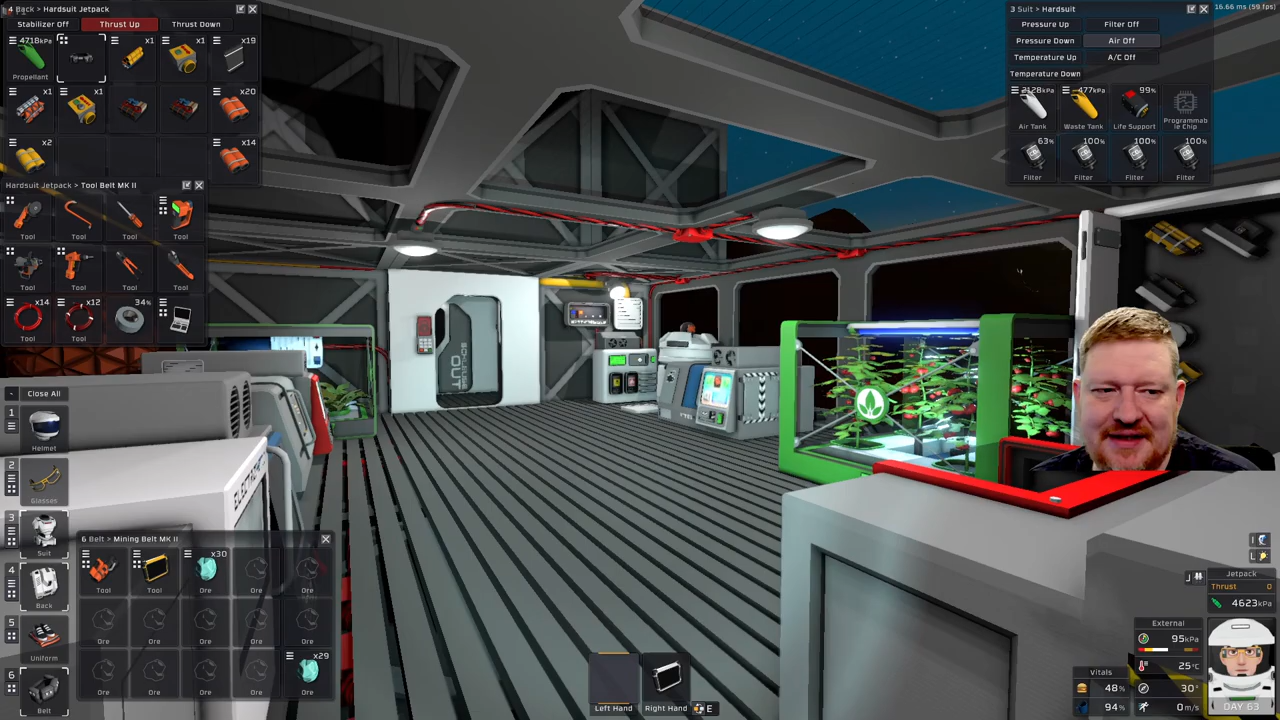 4 Back > Hardsuit Jetpack
Stabilizer Off
Thrust Up
Thrust Down
4718kPa
x1
x1
x19
Propellant
x1
x1
x20
x2
x14
Hardsuit Jetpack > Tool Belt MK II
Tool
Tool
Tool
Tool
Tool
Tool
Tool
Tool
x14
x12
34%
Tool
Tool
Tool
Tool
Close All
1
Helmet
2
Glasses
3
Suit
4
Back
5
Uniform
6
Belt
6 Belt > Mining Belt MK II
x30
Tool
Tool
Ore
Ore
Ore
Ore
Ore
Ore
Ore
Ore
x29
Ore
Ore
Ore
Ore
Ore
OUT
Left Hand
Right Hand
E
16.66 ms (59 fps)
3 Suit > Hardsuit
Pressure Up
Filter Off
Pressure Down
Air Off
Temperature Up
A/C Off
Temperature Down
2128kPa
477kPa
99%
Air Tank
Waste Tank
Life Support
Programmab
le Chip
63%
100%
100%
100%
Filter
Filter
Filter
Filter
I
L
J
Jetpack
Thrust 0
4623kPa
External
95kPa
25°C
30°
0m/s
Vitals
48%
94%
DAY 63